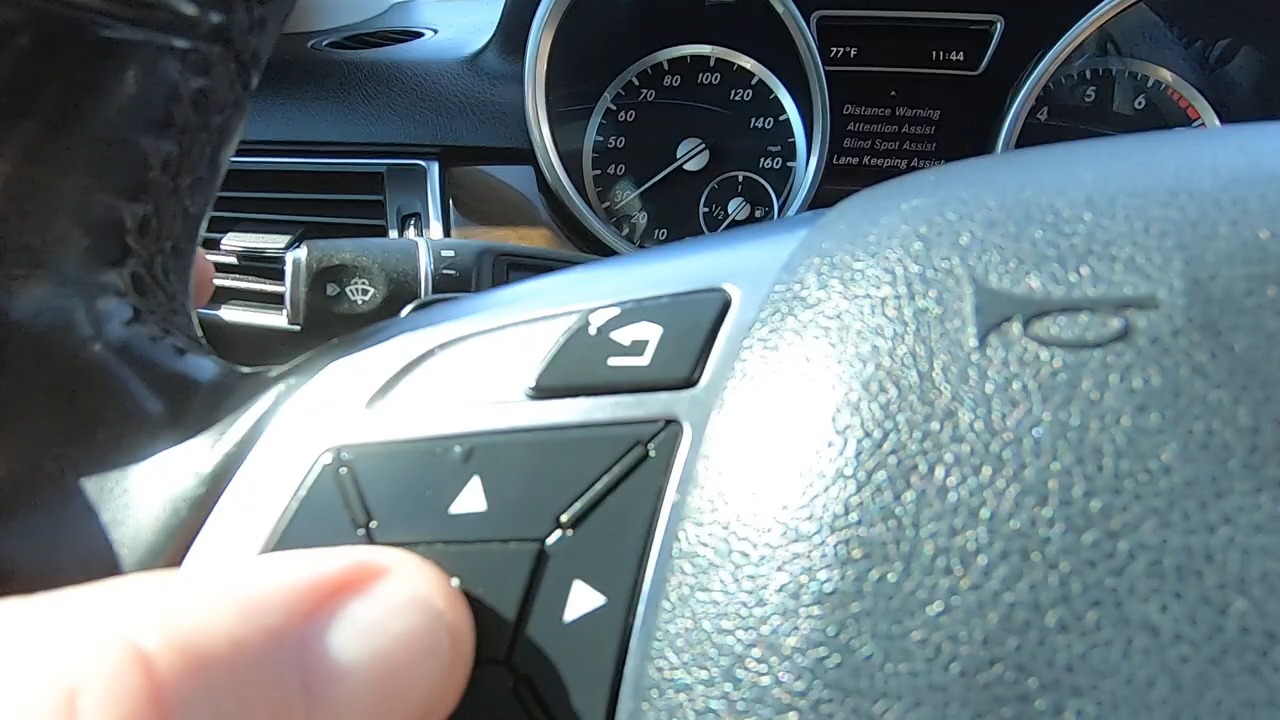 77°F 11:44
Distance Warning
Attention Assist
Blind Spot Assist
Lane Keeping Assist
10
20
30
40
50
60
70
80
100
120
140
160
mph
1/2
4 5 6